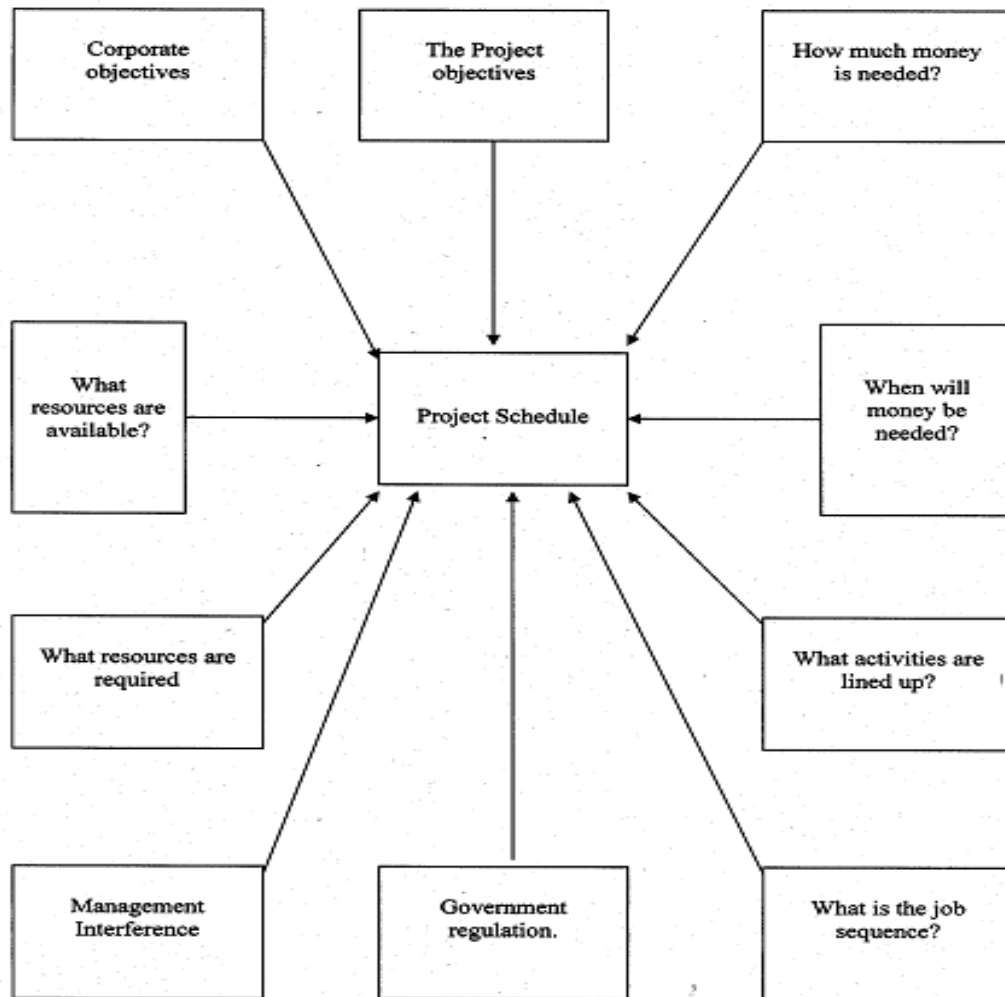 Corporate
objectives
The Project
objectives
How much money
is needed?
What
resources are
available?
Project Schedule
When will
money be
needed?
What resources are
required
What activities are
lined up?
Management
Interference
Government
regulation.
What is the job
sequence?